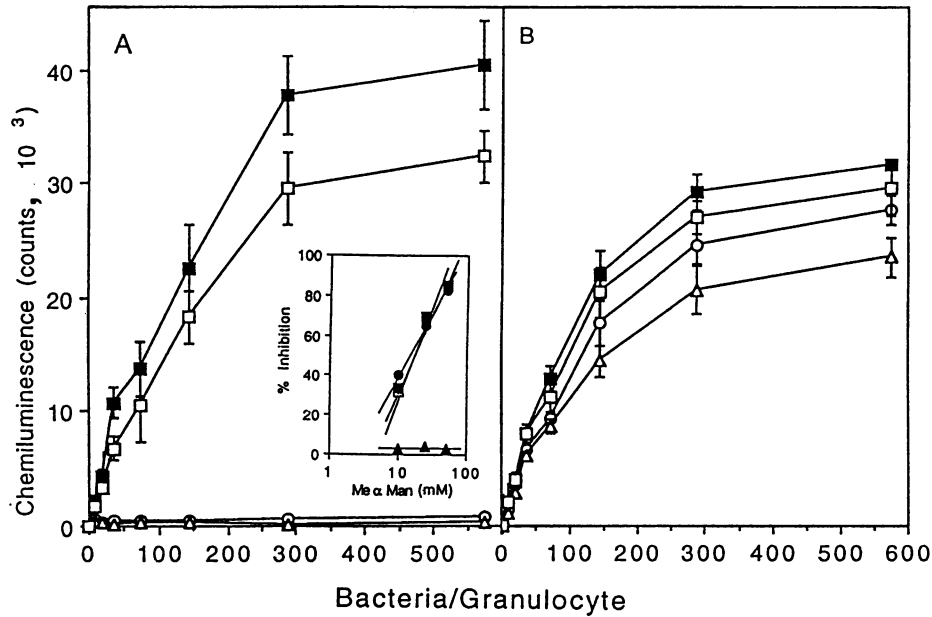 A
B
Chemiluminescence (counts, 10 3)
40
30
20
10
0
% Inhibition
100
80
60
40
20
0
1 10 100
Me α Man (mM)
0 100 200 300 400 500
0 100 200 300 400 500 600
Bacteria/Granulocyte